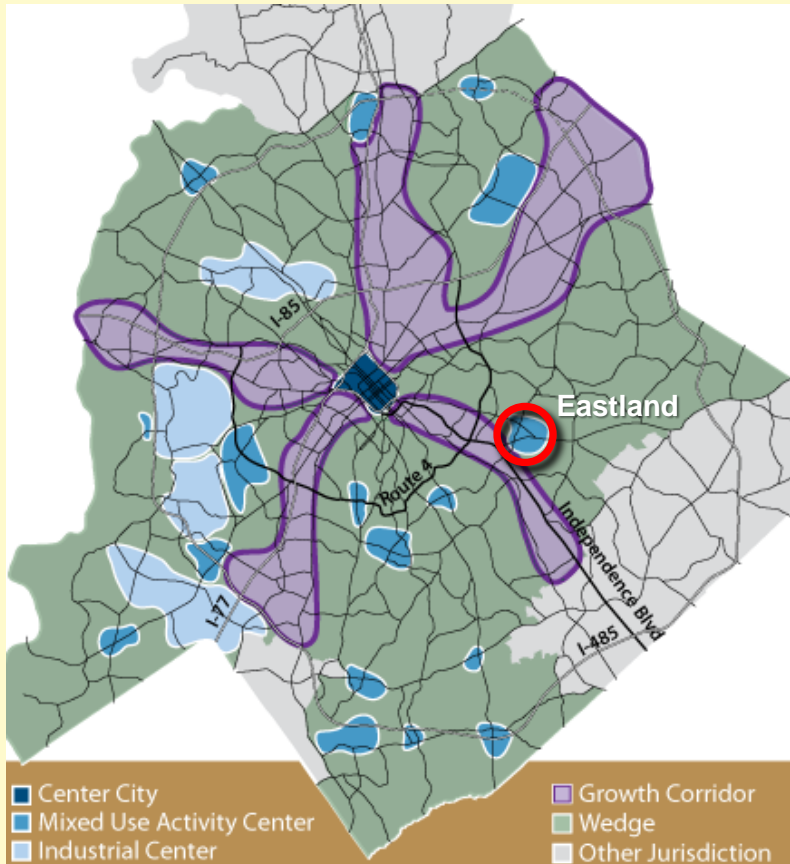 I-85
Eastland
Route 4
Independence Blvd
I-77
I-485
Center City
Mixed Use Activity Center
Industrial Center
Growth Corridor
Wedge
Other Jurisdiction